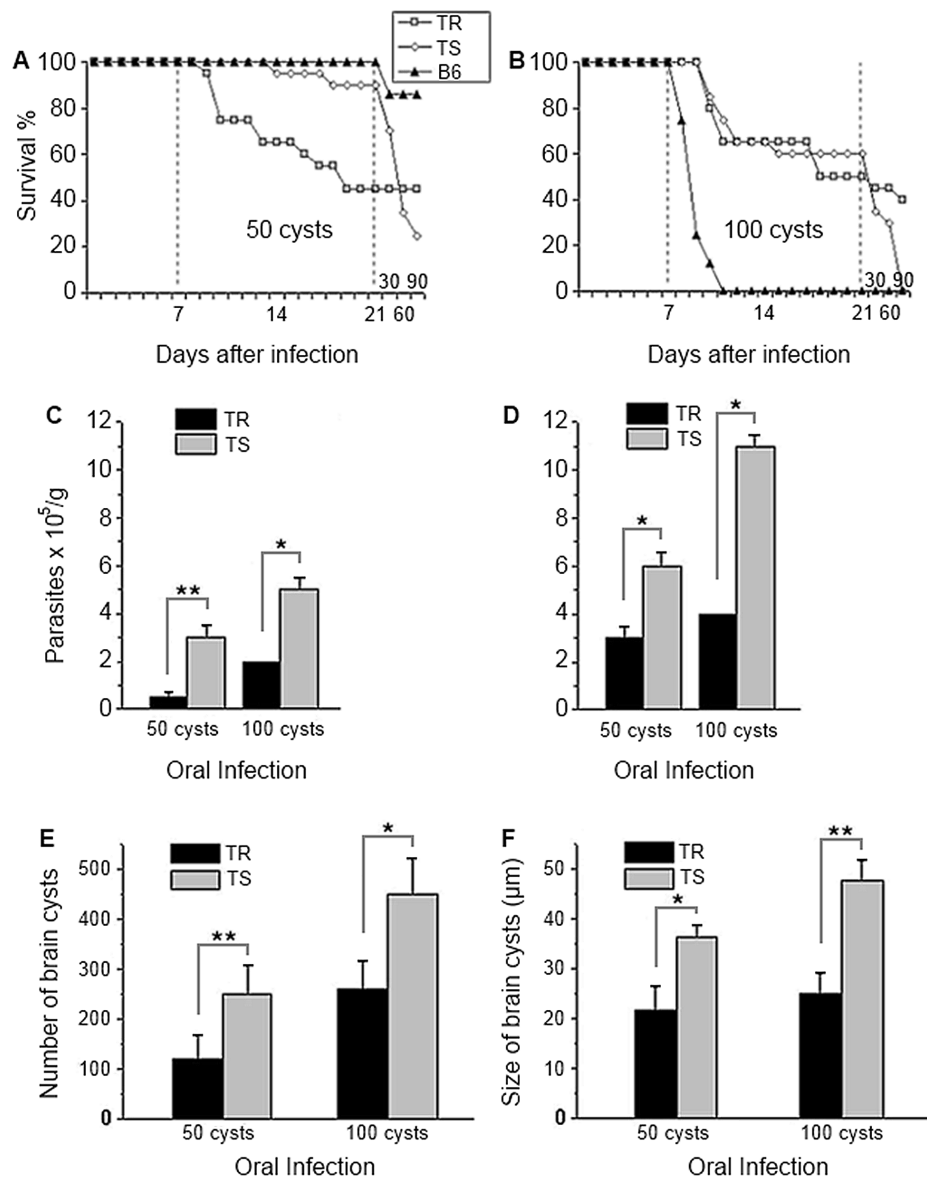 TR
TS
B6
A
100
80
60
40
20
0
Survival %
50 cysts
30 90
7 14 21 60
Days after infection
B
100
80
60
40
20
0
100 cysts
30 90
7 14 21 60
Days after infection
C
TR
TS
12
10
8
6
4
2
0
Parasites x 10⁵/g
**
*
50 cysts 100 cysts
Oral Infection
D
TR
TS
12
10
8
6
4
2
0
*
*
50 cysts 100 cysts
Oral Infection
E
TR
TS
500
400
300
200
100
0
Number of brain cysts
**
*
50 cysts 100 cysts
Oral Infection
F
TR
TS
50
40
30
20
10
0
Size of brain cysts (µm)
*
**
50 cysts 100 cysts
Oral Infection